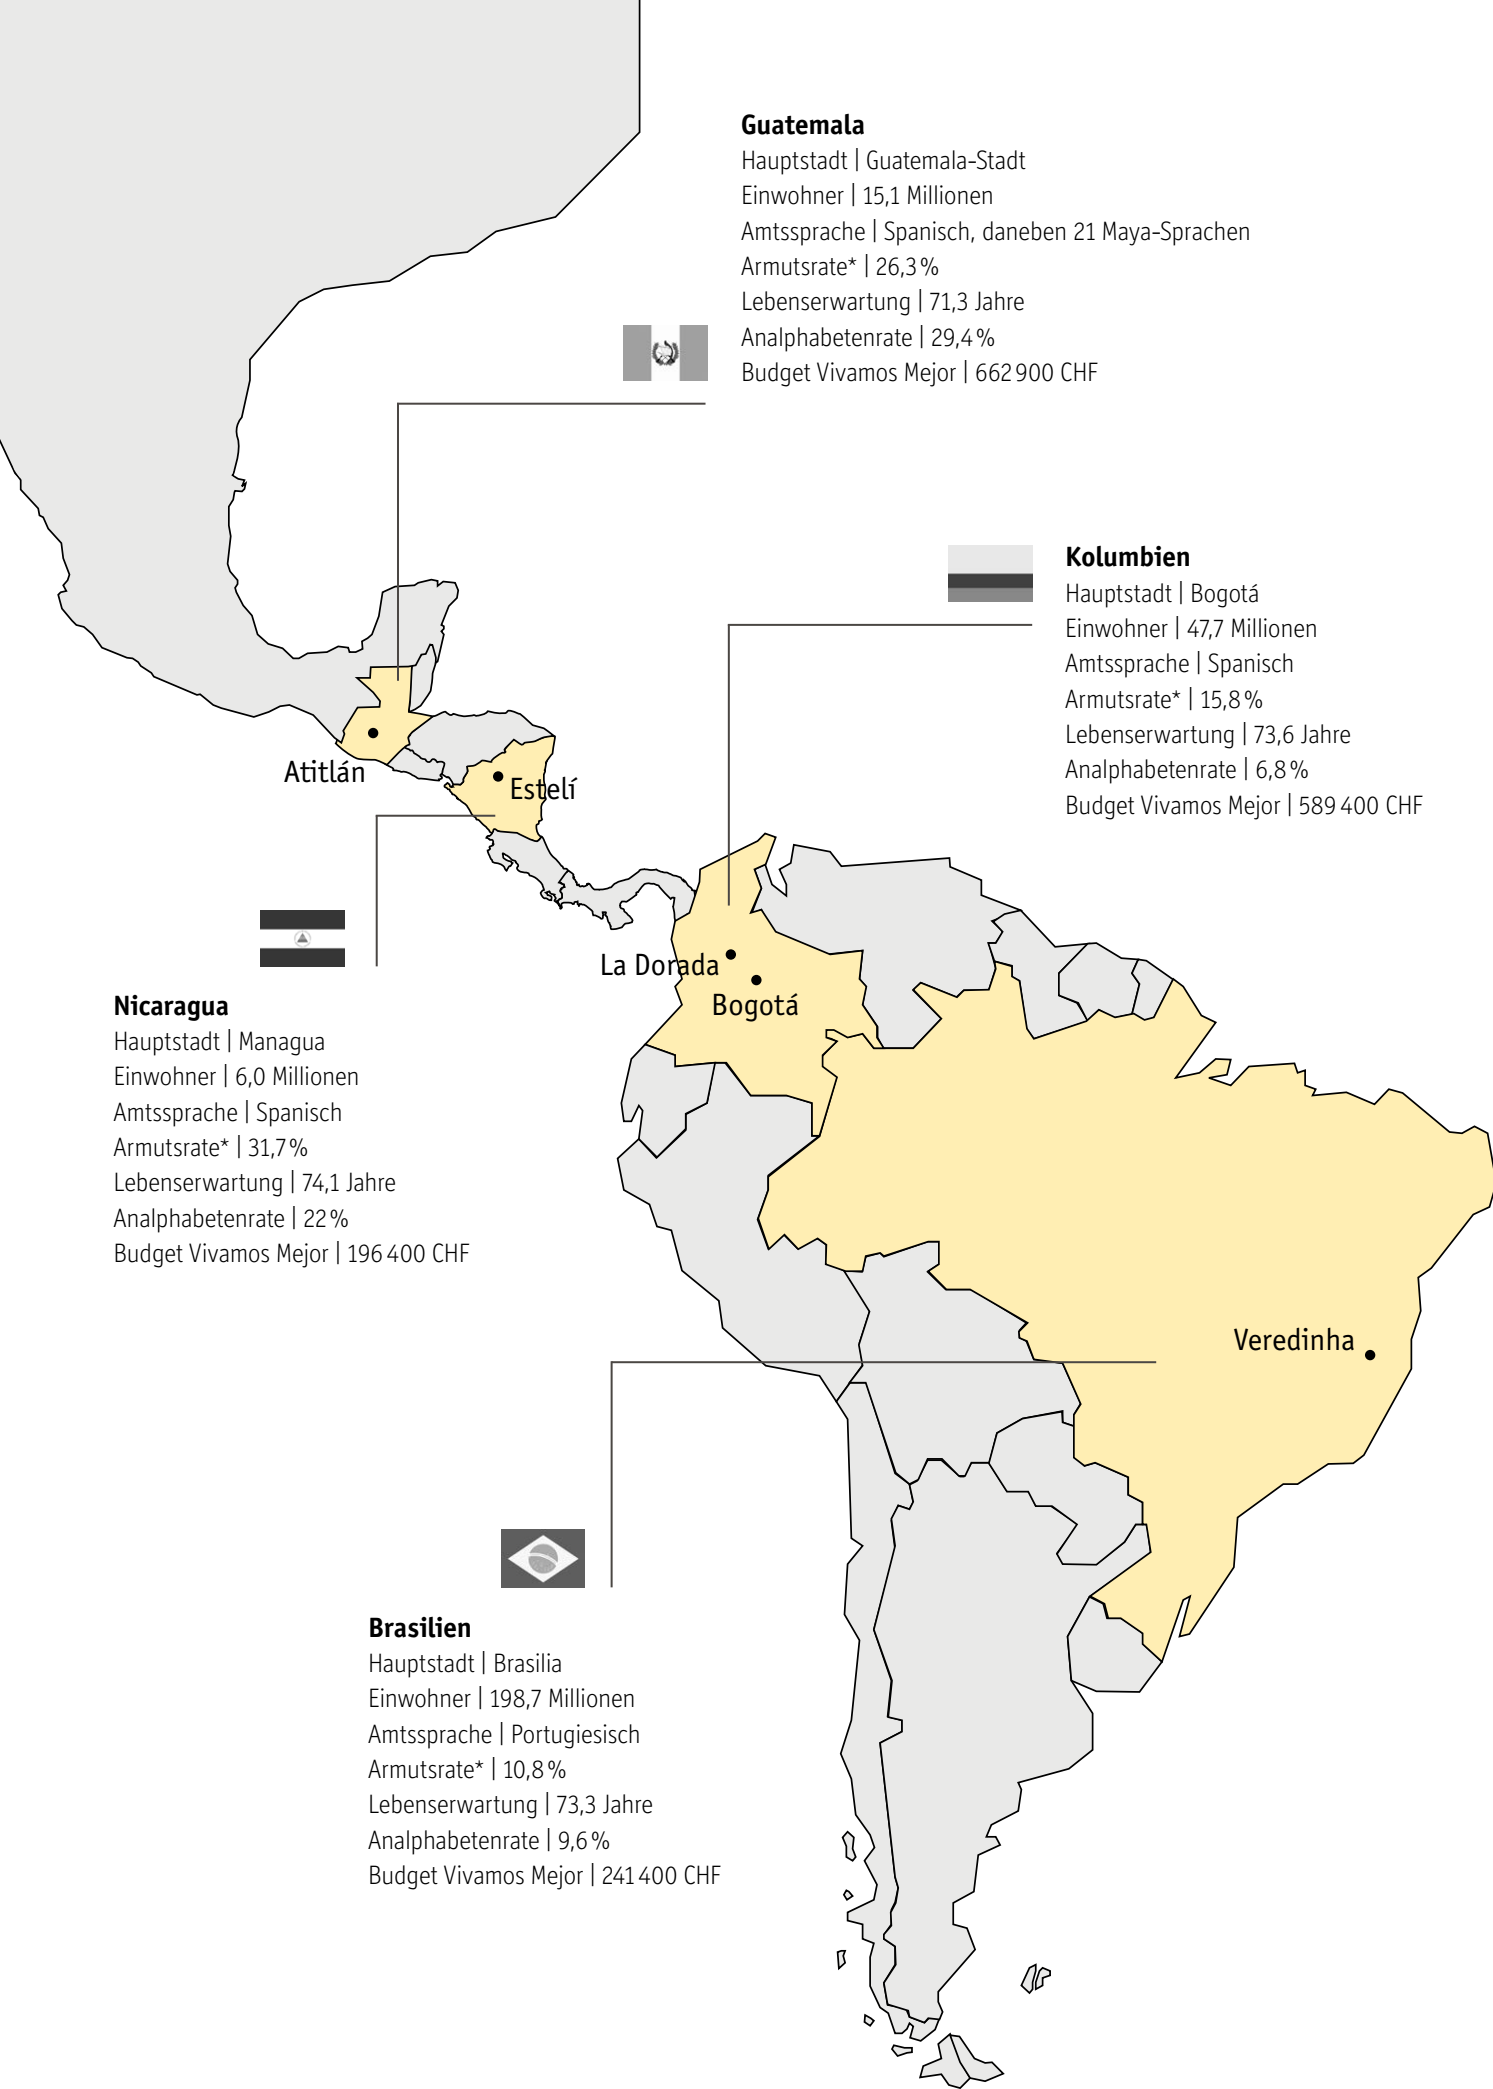 Guatemala
Hauptstadt | Guatemala-Stadt
Einwohner | 15,1 Millionen
Amtssprache | Spanisch, daneben 21 Maya-Sprachen
Armutsrate* | 26,3 %
Lebenserwartung | 71,3 Jahre
Analphabetenrate | 29,4 %
Budget Vivamos Mejor | 662 900 CHF
Kolumbien
Hauptstadt | Bogotá
Einwohner | 47,7 Millionen
Amtssprache | Spanisch
Armutsrate* | 15,8 %
Lebenserwartung | 73,6 Jahre
Analphabetenrate | 6,8 %
Budget Vivamos Mejor | 589 400 CHF
Atitlán
Estelí
La Dorada
Bogotá
Nicaragua
Hauptstadt | Managua
Einwohner | 6,0 Millionen
Amtssprache | Spanisch
Armutsrate* | 31,7 %
Lebenserwartung | 74,1 Jahre
Analphabetenrate | 22 %
Budget Vivamos Mejor | 196 400 CHF
Veredinha
Brasilien
Hauptstadt | Brasilia
Einwohner | 198,7 Millionen
Amtssprache | Portugiesisch
Armutsrate* | 10,8 %
Lebenserwartung | 73,3 Jahre
Analphabetenrate | 9,6 %
Budget Vivamos Mejor | 241 400 CHF